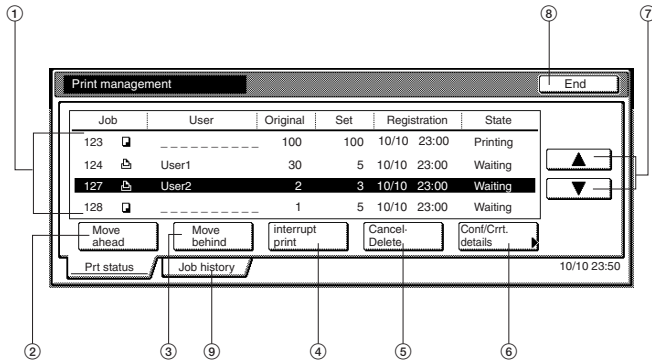 ① ⑧ ⑦
Print management End
Job User Original Set Registration State
123 _ _ _ _ _ _ _ _ _ _ 100 100 10/10 23:00 Printing
124 User1 30 5 10/10 23:00 Waiting
127 User2 2 3 10/10 23:00 Waiting
128 _ _ _ _ _ _ _ _ _ _ 1 5 10/10 23:00 Waiting
▲
▼
Move ahead
Move behind
interrupt print
Cancel· Delete
Conf/Crrt. details
Prt status Job history 10/10 23:50
② ③ ⑨ ④ ⑤ ⑥